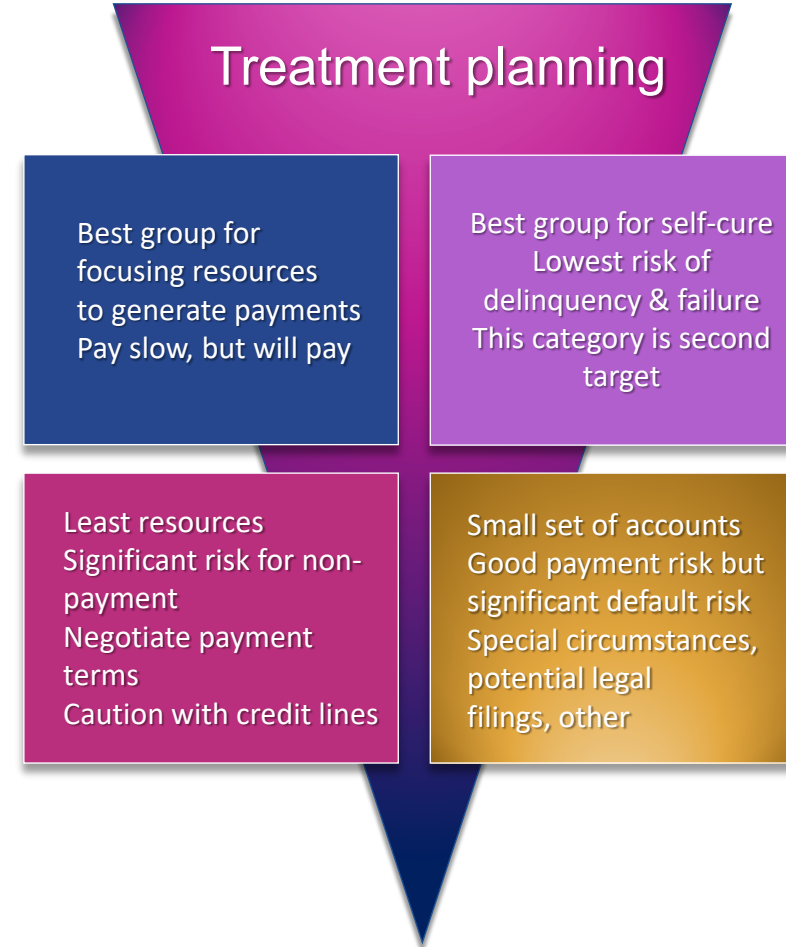 Treatment planning
Best group for
focusing resources
to generate payments
Pay slow, but will pay
Best group for self-cure
Lowest risk of
delinquency & failure
This category is second
target
Least resources
Significant risk for non-
payment
Negotiate payment
terms
Caution with credit lines
Small set of accounts
Good payment risk but
significant default risk
Special circumstances,
potential legal
filings, other